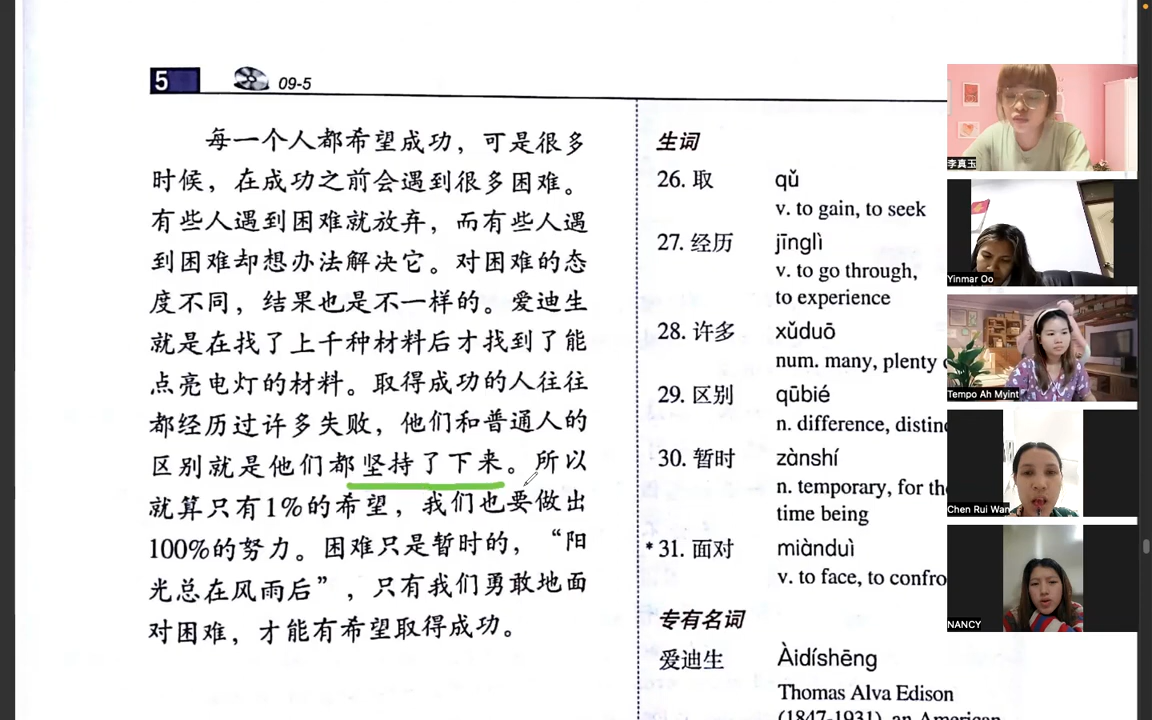 5
09-5
每一个人都希望成功，可是很多
时候，在成功之前会遇到很多困难。
有些人遇到困难就放弃，而有些人遇
到困难却想办法解决它。对困难的态
度不同，结果也是不一样的。爱迪生
就是在找了上千种材料后才找到了能
点亮电灯的材料。取得成功的人往往
都经历过许多失败，他们和普通人的
区别就是他们都坚持了下来。所以
就算只有1%的希望，我们也要做出
100%的努力。困难只是暂时的，“阳
光总在风雨后”，只有我们勇敢地面
对困难，才能有希望取得成功。
生词
26. 取 qǔ
v. to gain, to seek
27. 经历 jīnglì
v. to go through,
to experience
28. 许多 xǔduō
num. many, plenty
29. 区别 qūbié
n. difference, distinc
30. 暂时 zànshí
n. temporary, for the
time being
*31. 面对 miànduì
v. to face, to confro
专有名词
爱迪生 Àidíshēng
Thomas Alva Edison
(1847-1931), an American
李真玉
Yinmar Oo
Tempo Ah Myint
Chen Rui Wan
NANCY